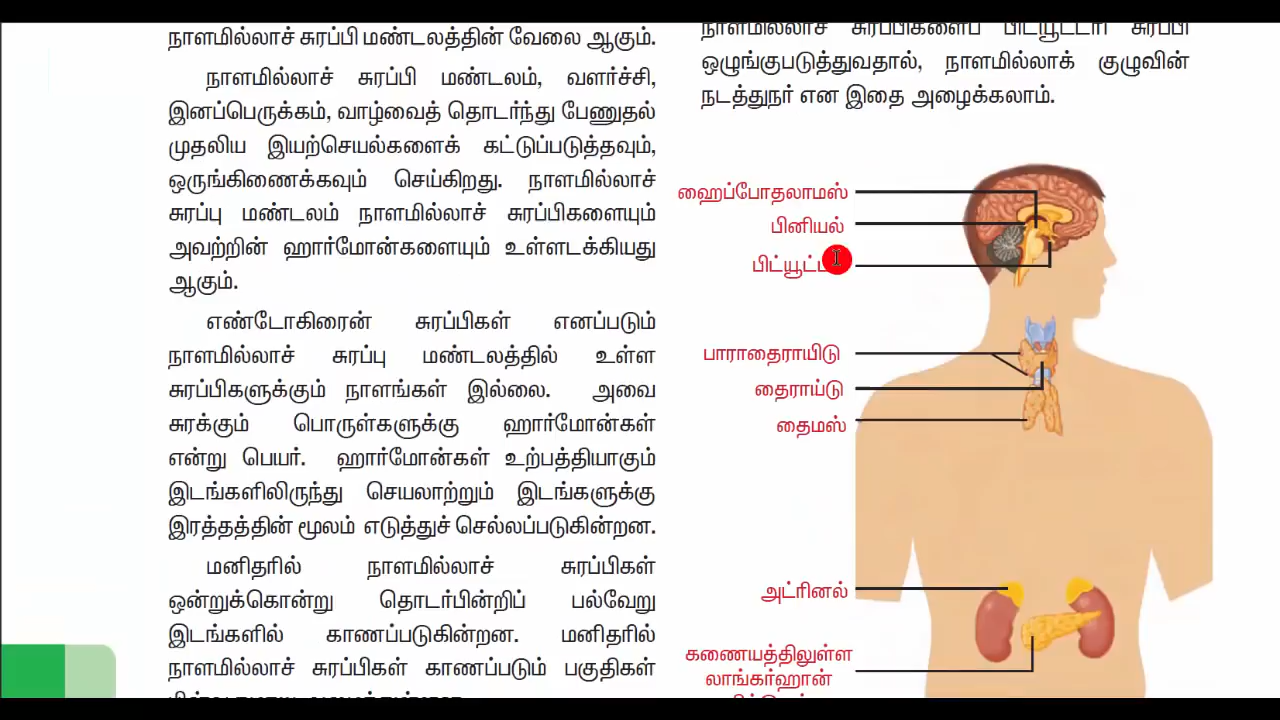 நாளமில்லாச் சுரப்பி மண்டலத்தின் வேலை ஆகும்.
நாளமில்லாச் சுரப்பி மண்டலம், வளர்ச்சி,
இனப்பெருக்கம், வாழ்வைத் தொடர்ந்து பேணுதல்
முதலிய இயற்செயல்களைக் கட்டுப்படுத்தவும்,
ஒருங்கிணைக்கவும் செய்கிறது. நாளமில்லாச்
சுரப்பு மண்டலம் நாளமில்லாச் சுரப்பிகளையும்
அவற்றின் ஹார்மோன்களையும் உள்ளடக்கியது
ஆகும்.
எண்டோகிரைன் சுரப்பிகள் எனப்படும்
நாளமில்லாச் சுரப்பு மண்டலத்தில் உள்ள
சுரப்பிகளுக்கும் நாளங்கள் இல்லை. அவை
சுரக்கும் பொருள்களுக்கு ஹார்மோன்கள்
என்று பெயர். ஹார்மோன்கள் உற்பத்தியாகும்
இடங்களிலிருந்து செயலாற்றும் இடங்களுக்கு
இரத்தத்தின் மூலம் எடுத்துச் செல்லப்படுகின்றன.
மனிதரில் நாளமில்லாச் சுரப்பிகள்
ஒன்றுக்கொன்று தொடர்பின்றிப் பல்வேறு
இடங்களில் காணப்படுகின்றன. மனிதரில்
நாளமில்லாச் சுரப்பிகள் காணப்படும் பகுதிகள்
நாளமில்லாச் சுரப்பிகளைப் பிட்யூட்டரி சுரப்பி
ஒழுங்குபடுத்துவதால், நாளமில்லாக் குழுவின்
நடத்துநர் என இதை அழைக்கலாம்.
ஹைப்போதலாமஸ்
பினியல்
பாராதைராயிடு
தைராய்டு
தைமஸ்
அட்ரினல்
கணையத்திலுள்ள
லாங்கர்ஹான்